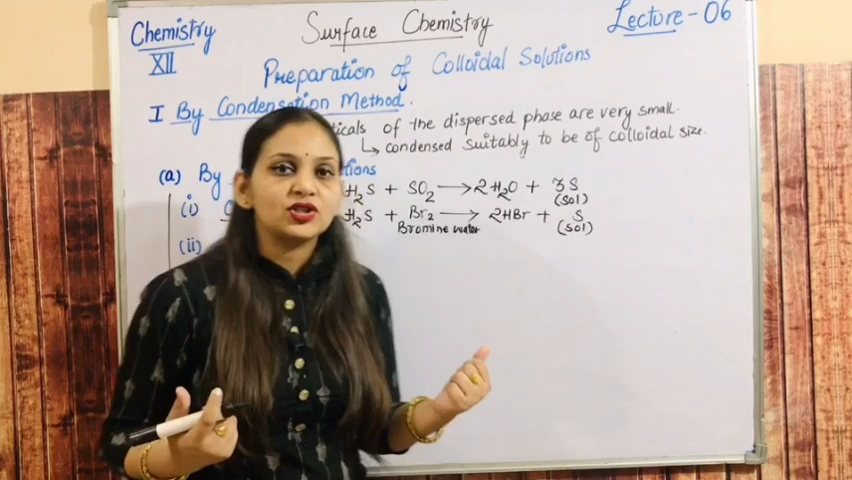 Chemistry Surface Chemistry Lecture-06
XII
Preparation of Colloidal Solutions
I By Condensation Method.
of the dispersed phase are very small.
↳ condensed suitably to be of colloidal size.
(a) By
(i) H₂S + SO₂ → 2H₂O + 3S
(sol)
H₂S + Br₂ → 2HBr + S
Bromine water (sol)
(ii)